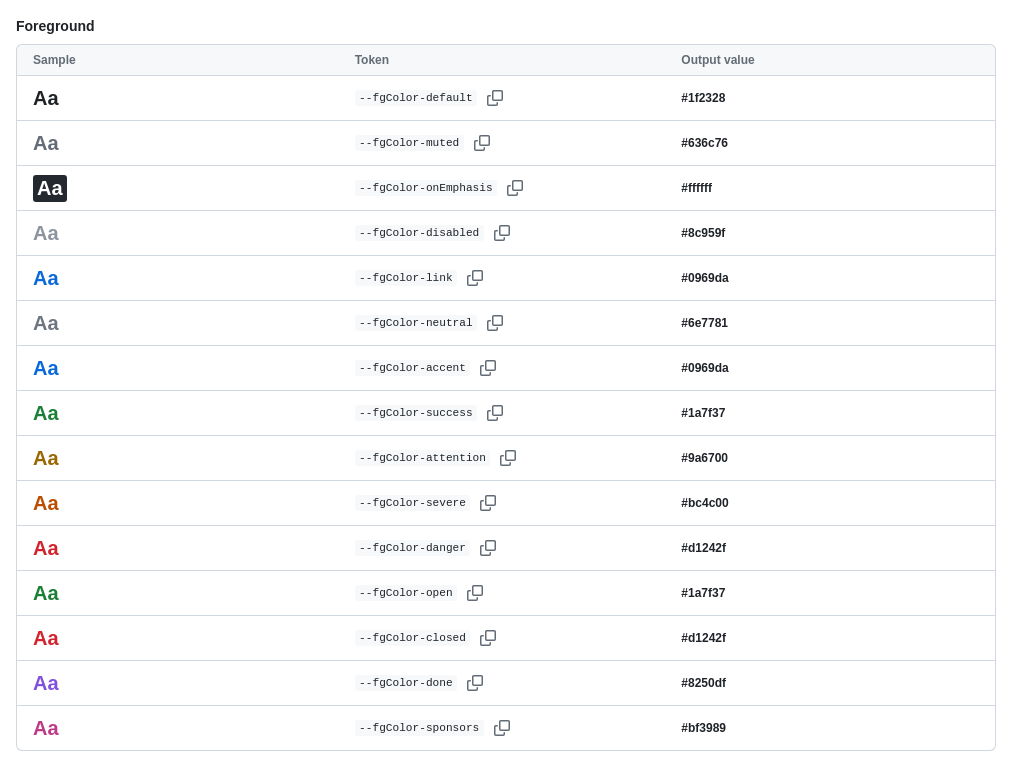 Foreground
Sample Token Output value
Aa --fgColor-default #1f2328
Aa --fgColor-muted #636c76
Aa --fgColor-onEmphasis #ffffff
Aa --fgColor-disabled #8c959f
Aa --fgColor-link #0969da
Aa --fgColor-neutral #6e7781
Aa --fgColor-accent #0969da
Aa --fgColor-success #1a7f37
Aa --fgColor-attention #9a6700
Aa --fgColor-severe #bc4c00
Aa --fgColor-danger #d1242f
Aa --fgColor-open #1a7f37
Aa --fgColor-closed #d1242f
Aa --fgColor-done #8250df
Aa --fgColor-sponsors #bf3989